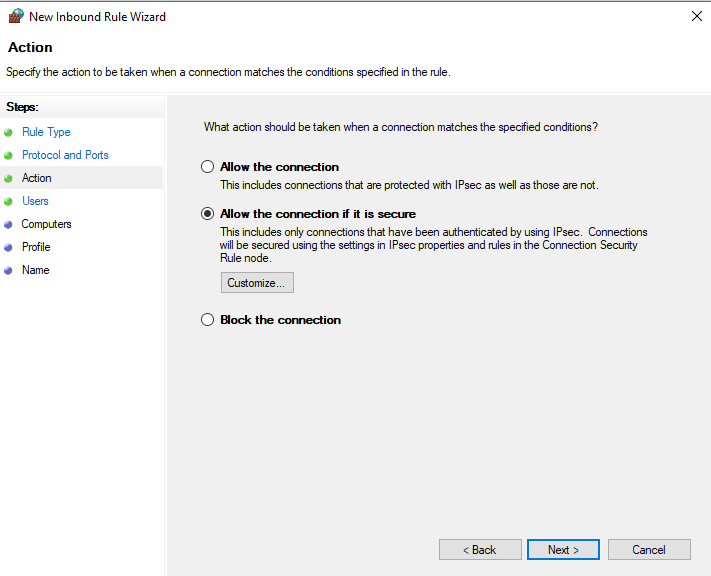 New Inbound Rule Wizard
Action
Specify the action to be taken when a connection matches the conditions specified in the rule.
Steps:
Rule Type
Protocol and Ports
Action
Users
Computers
Profile
Name
What action should be taken when a connection matches the specified conditions?
Allow the connection
This includes connections that are protected with IPsec as well as those are not.
Allow the connection if it is secure
This includes only connections that have been authenticated by using IPsec. Connections
will be secured using the settings in IPsec properties and rules in the Connection Security
Rule node.
Customize...
Block the connection
< Back
Next >
Cancel